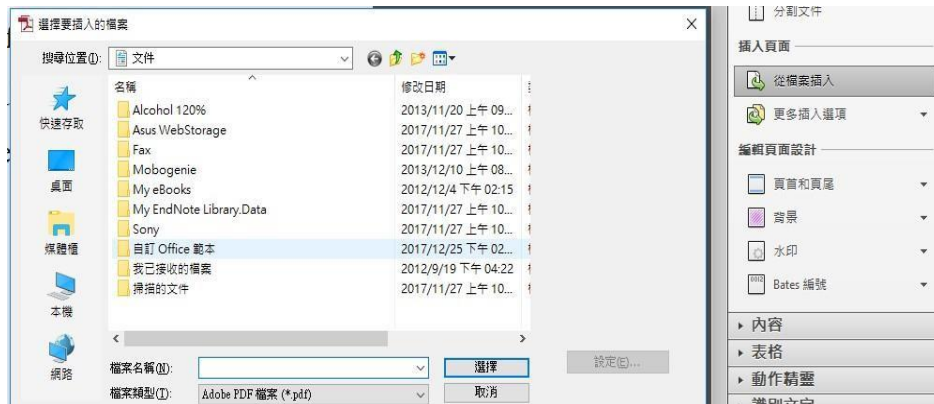 選擇要插入的檔案
搜尋位置(I):
文件
名稱
修改日期
Alcohol 120%
2013/11/20 上午 09...
Asus WebStorage
2017/11/27 上午 10...
Fax
2017/11/27 上午 10...
Mobogenie
2013/12/10 上午 08...
My eBooks
2012/12/4 下午 02:15
My EndNote Library.Data
2017/11/27 上午 10...
Sony
2017/11/27 上午 10...
自訂 Office 範本
2017/12/25 下午 02...
我已接收的檔案
2012/9/19 下午 04:22
掃描的文件
2017/11/27 上午 10...
快速存取
桌面
媒體櫃
本機
網路
檔案名稱(N):
選擇
檔案類型(T):
Adobe PDF 檔案 (*.pdf)
取消
設定(E)...
分割文件
插入頁面
從檔案插入
更多插入選項
編輯頁面設計
頁首和頁尾
背景
水印
Bates 編號
內容
表格
動作精靈